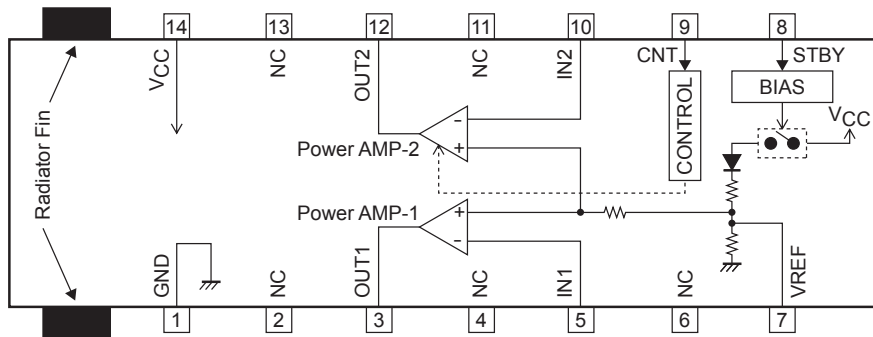 14
13
12
11
10
9
8
VCC
NC
OUT2
NC
IN2
CNT
STBY
CONTROL
BIAS
VCC
Radiator Fin
Power AMP-2
−
+
Power AMP-1
+
−
GND
NC
OUT1
NC
IN1
NC
VREF
1
2
3
4
5
6
7